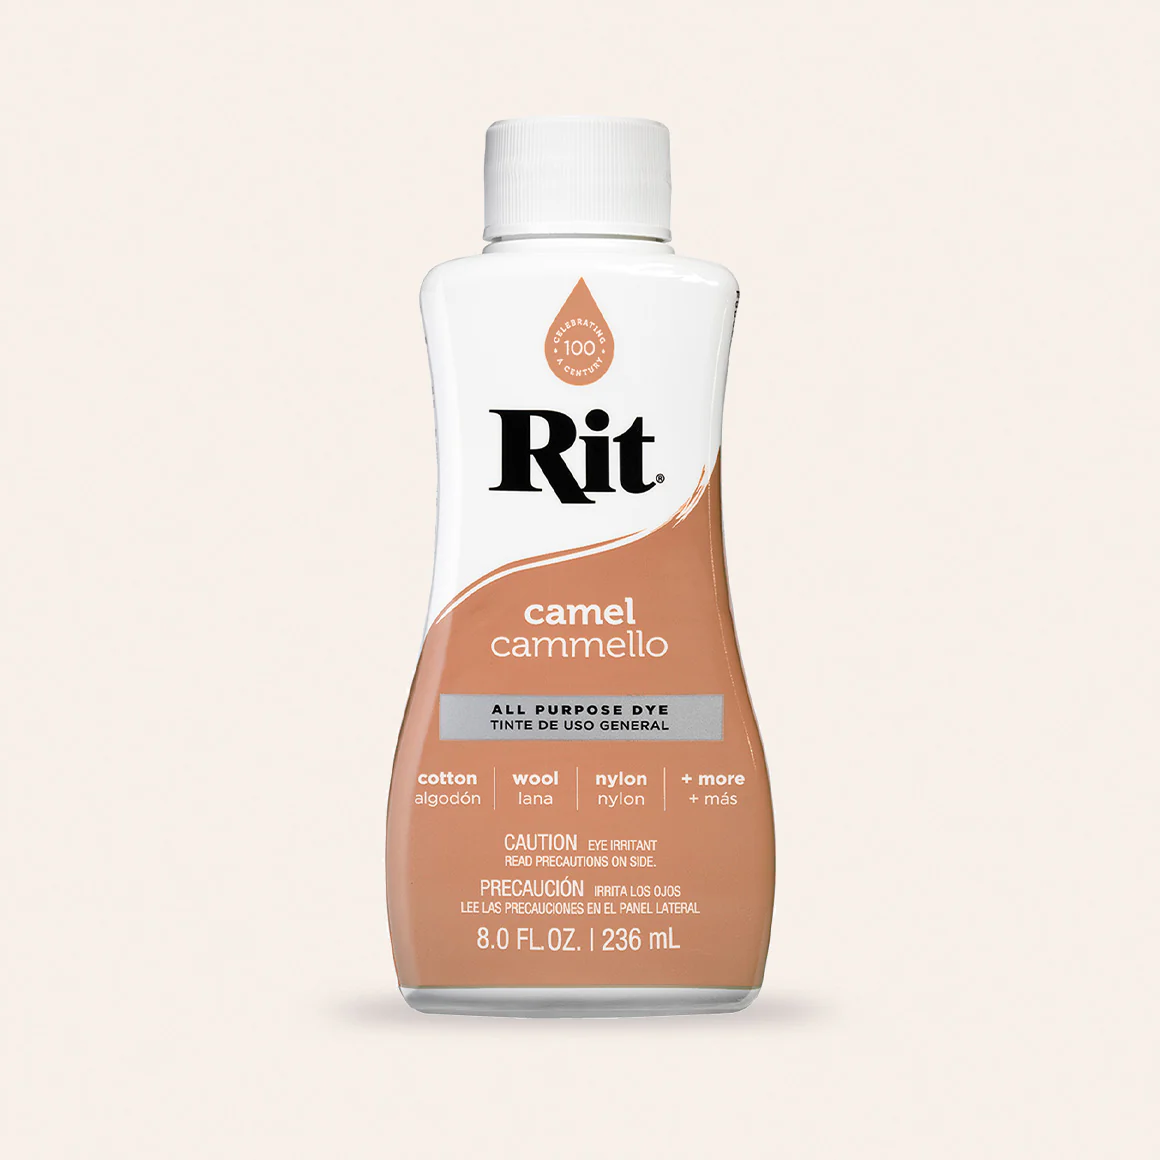 CELEBRATING
100
A CENTURY
Rit®
camel
cammello
ALL PURPOSE DYE
TINTE DE USO GENERAL
cotton wool nylon + more
algodón lana nylon + más
CAUTION EYE IRRITANT
READ PRECAUTIONS ON SIDE.
PRECAUCIÓN IRRITA LOS OJOS
LEE LAS PRECAUCIONES EN EL PANEL LATERAL
8.0 FL.OZ. | 236 mL